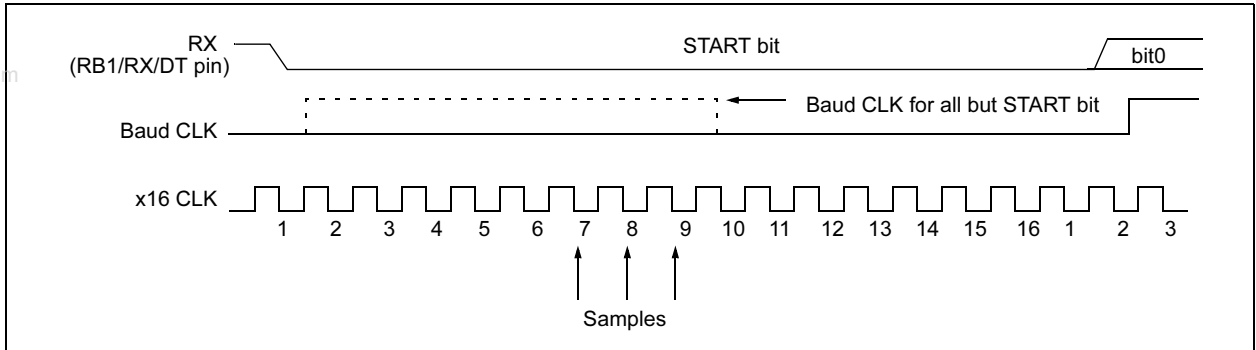 RX
(RB1/RX/DT pin)
START bit
bit0
m
Baud CLK for all but START bit
Baud CLK
x16 CLK
1 2 3 4 5 6 7 8 9 10 11 12 13 14 15 16 1 2 3
Samples